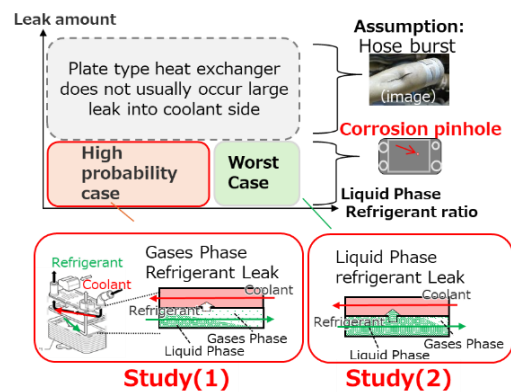 Leak amount
Assumption:
Hose burst
(image)
Plate type heat exchanger
does not usually occur large
leak into coolant side
Corrosion pinhole
High
probability
case
Worst
Case
Liquid Phase
Refrigerant ratio
Refrigerant
Coolant
Gases Phase
Refrigerant Leak
Coolant
Refrigerant
Gases Phase
Liquid Phase
Study(1)
Liquid Phase
refrigerant Leak
Coolant
Refrigerant
Gases Phase
Liquid Phase
Study(2)